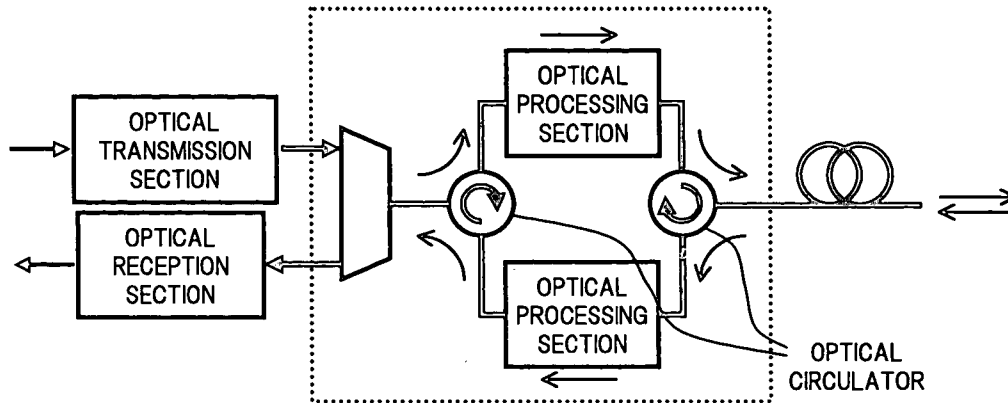 OPTICAL
TRANSMISSION
SECTION
OPTICAL
RECEPTION
SECTION
OPTICAL
PROCESSING
SECTION
OPTICAL
PROCESSING
SECTION
OPTICAL
CIRCULATOR